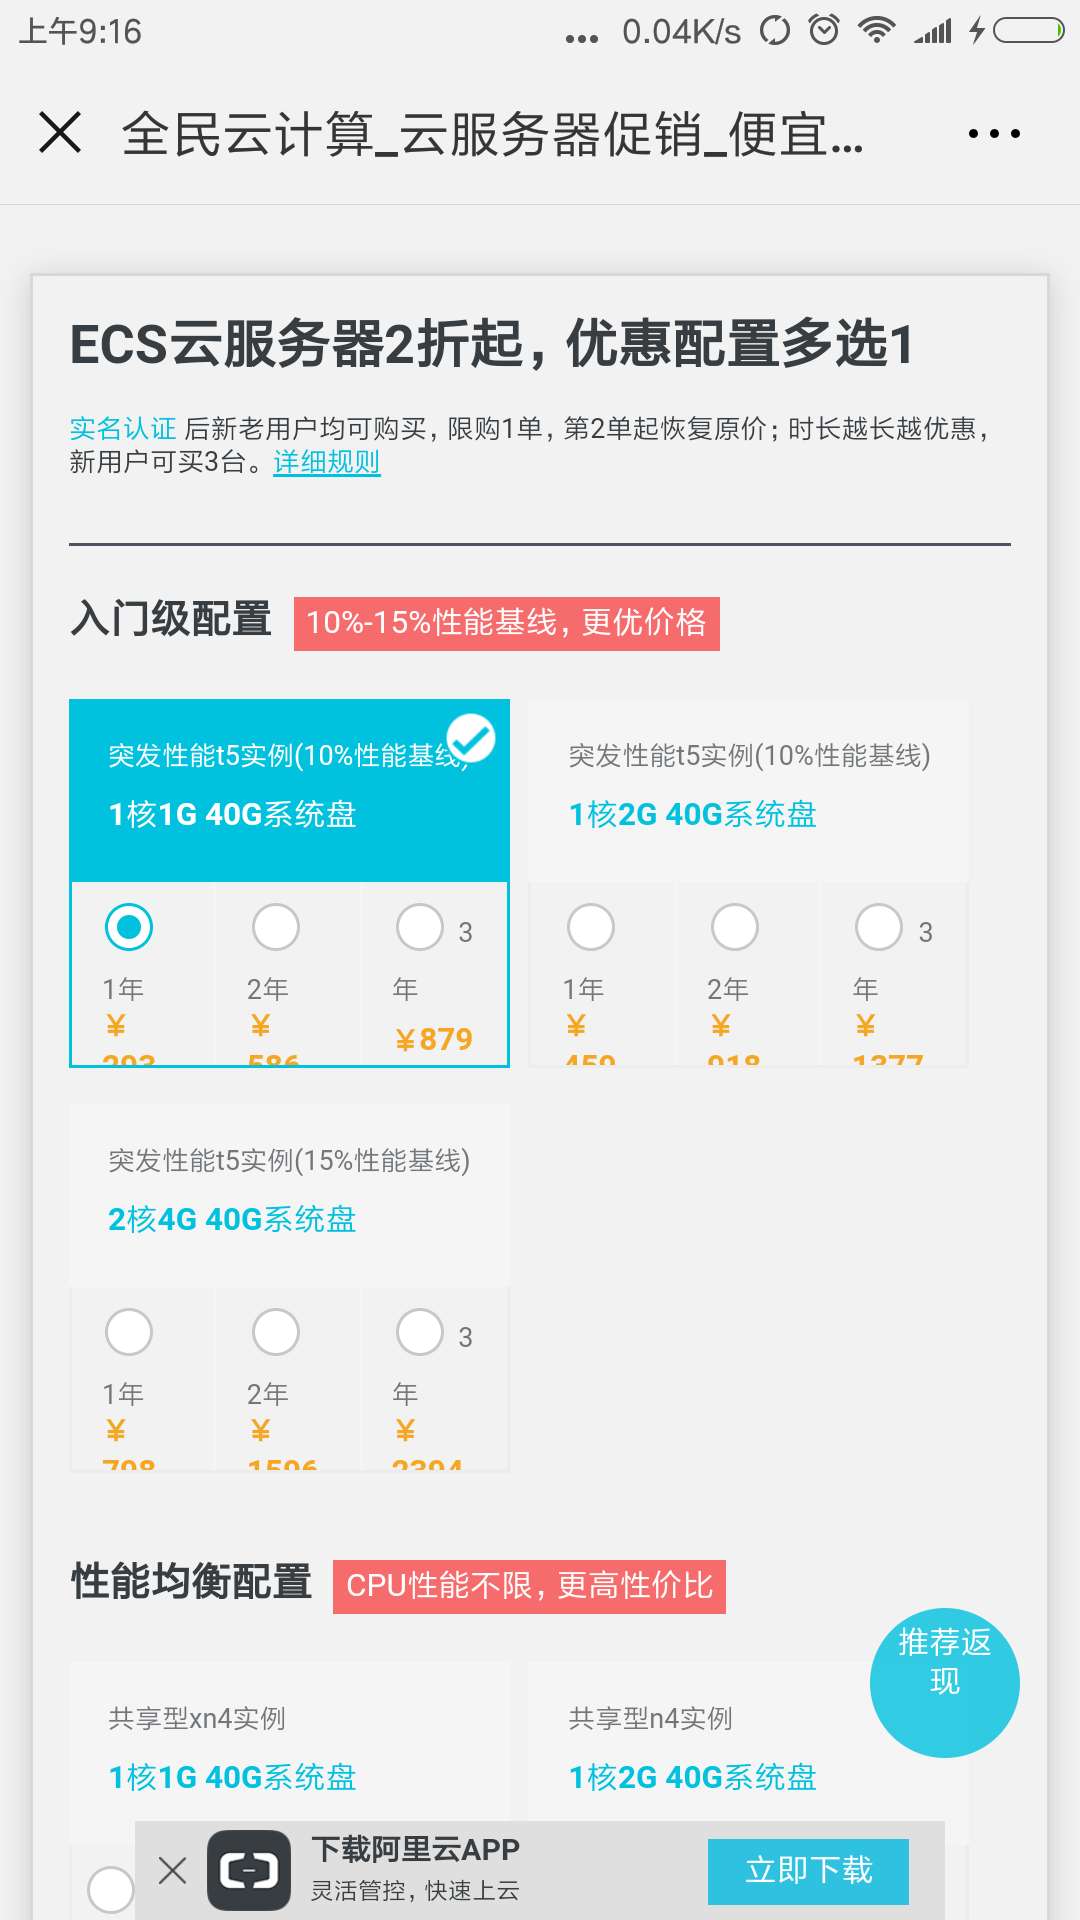 上午9:16
... 0.04K/s
全民云计算_云服务器促销_便宜...
ECS云服务器2折起，优惠配置多选1
实名认证 后新老用户均可购买，限购1单，第2单起恢复原价；时长越长越优惠，
新用户可买3台。详细规则
入门级配置 10%-15%性能基线，更优价格
突发性能t5实例(10%性能基线)
1核1G 40G系统盘
3
1年 2年 年
¥ ¥ ¥879
293 586
突发性能t5实例(10%性能基线)
1核2G 40G系统盘
3
1年 2年 年
¥ ¥ ¥
459 918 1377
突发性能t5实例(15%性能基线)
2核4G 40G系统盘
3
1年 2年 年
¥ ¥ ¥
798 1596 2394
性能均衡配置 CPU性能不限，更高性价比
推荐返
现
共享型xn4实例
1核1G 40G系统盘
共享型n4实例
1核2G 40G系统盘
下载阿里云APP
灵活管控，快速上云
立即下载